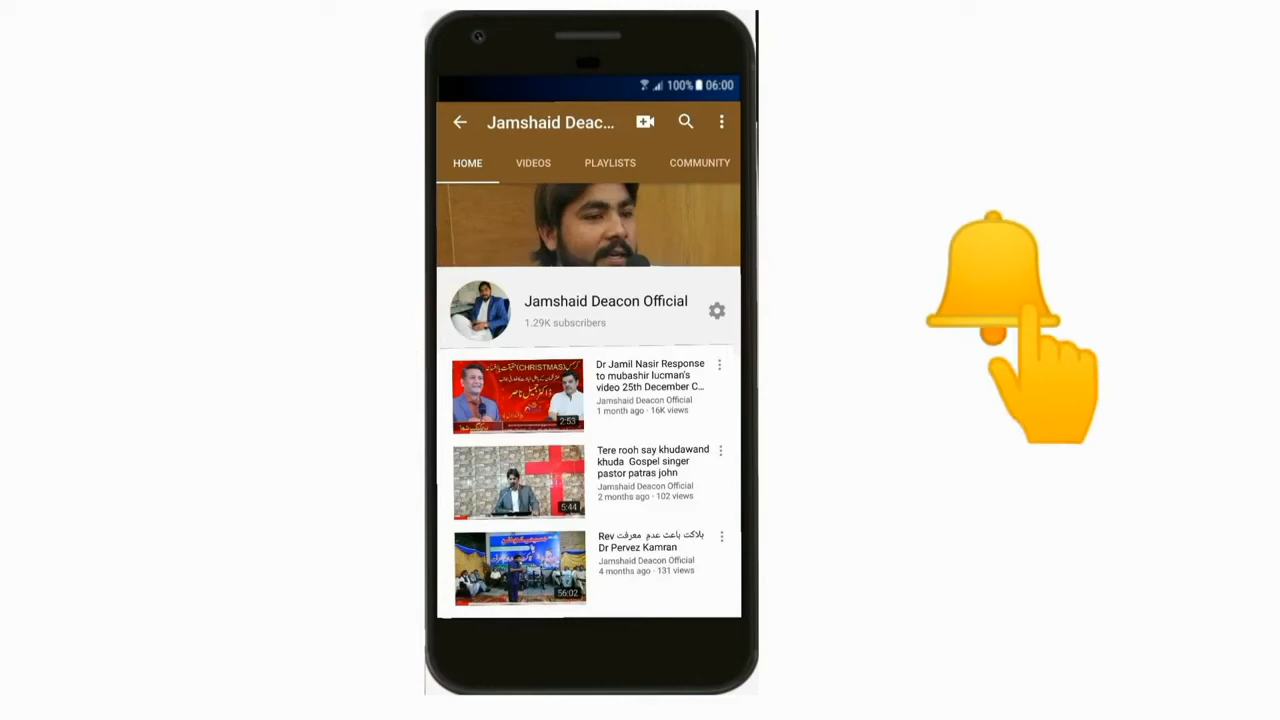 100% 06:00
Jamshaid Deac...
HOME VIDEOS PLAYLISTS COMMUNITY
Jamshaid Deacon Official
1.29K subscribers
(CHRISTMAS)
2:53
Dr Jamil Nasir Response
to mubashir lucman's
video 25th December C...
Jamshaid Deacon Official
1 month ago · 16K views
5:44
Tere rooh say khudawand
khuda Gospel singer
pastor patras john
Jamshaid Deacon Official
2 months ago · 102 views
56:02
Rev ہلاکت باعث عدم معرفت
Dr Pervez Kamran
Jamshaid Deacon Official
4 months ago · 131 views